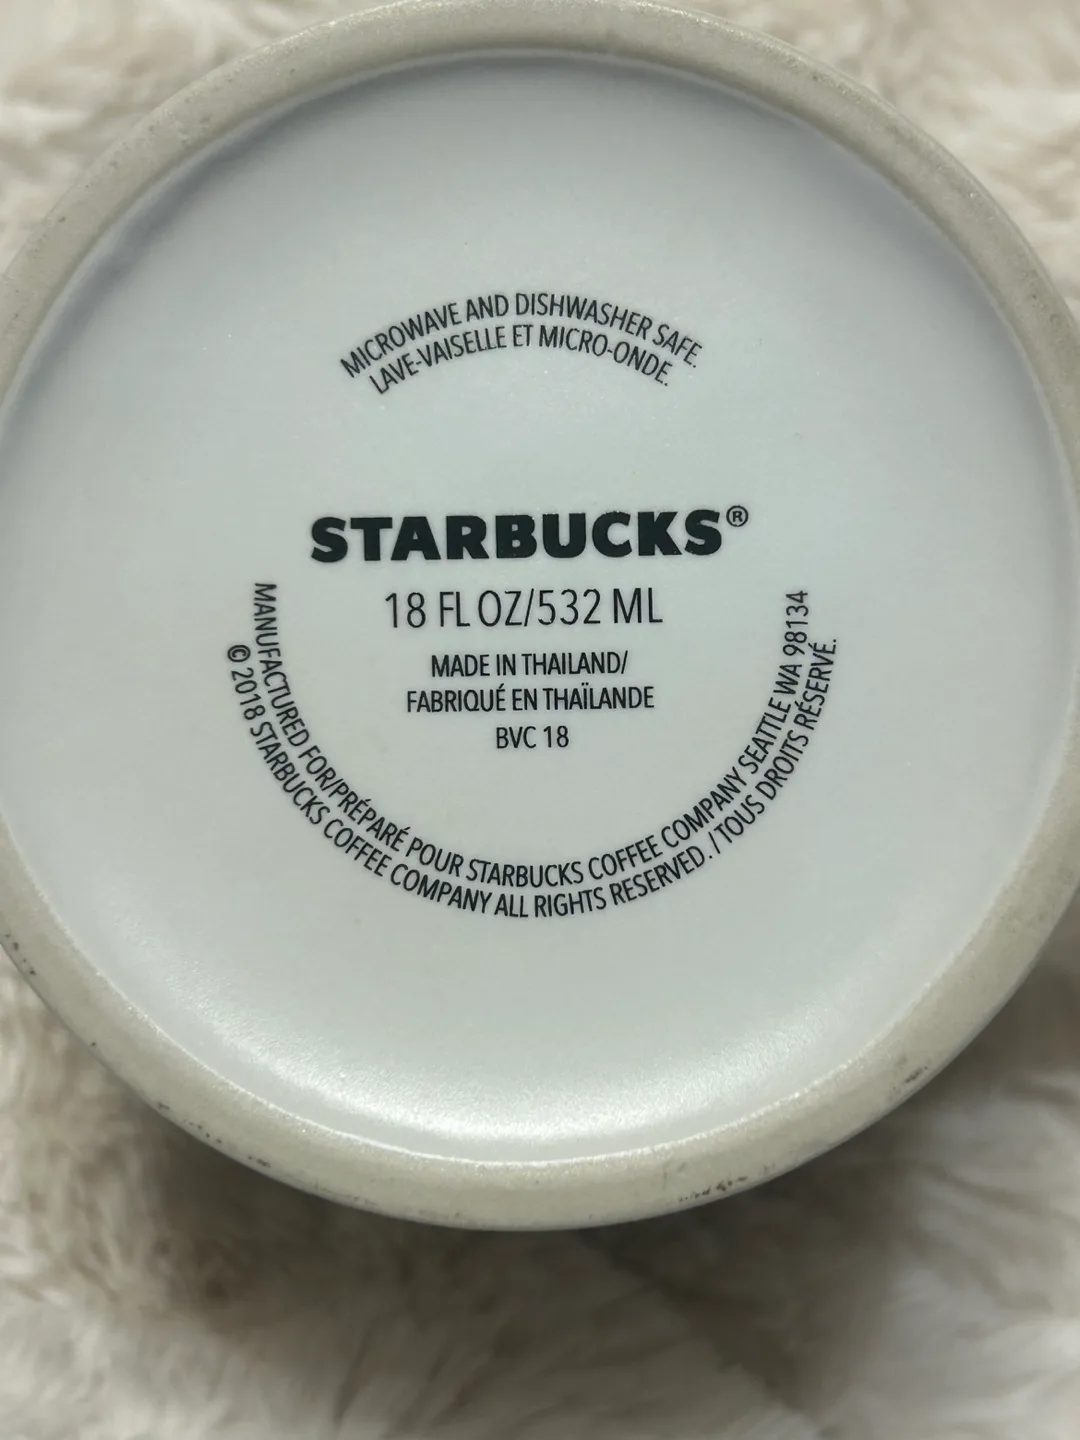 MICROWAVE AND DISHWASHER SAFE.
LAVE-VAISELLE ET MICRO-ONDE.
STARBUCKS®
18 FL OZ/532 ML
MADE IN THAILAND/
FABRIQUÉ EN THAÏLANDE
BVC 18
MANUFACTURED FOR/PRÉPARÉ POUR STARBUCKS COFFEE COMPANY SEATTLE WA 98134
© 2018 STARBUCKS COFFEE COMPANY ALL RIGHTS RESERVED. / TOUS DROITS RÉSERVÉ.